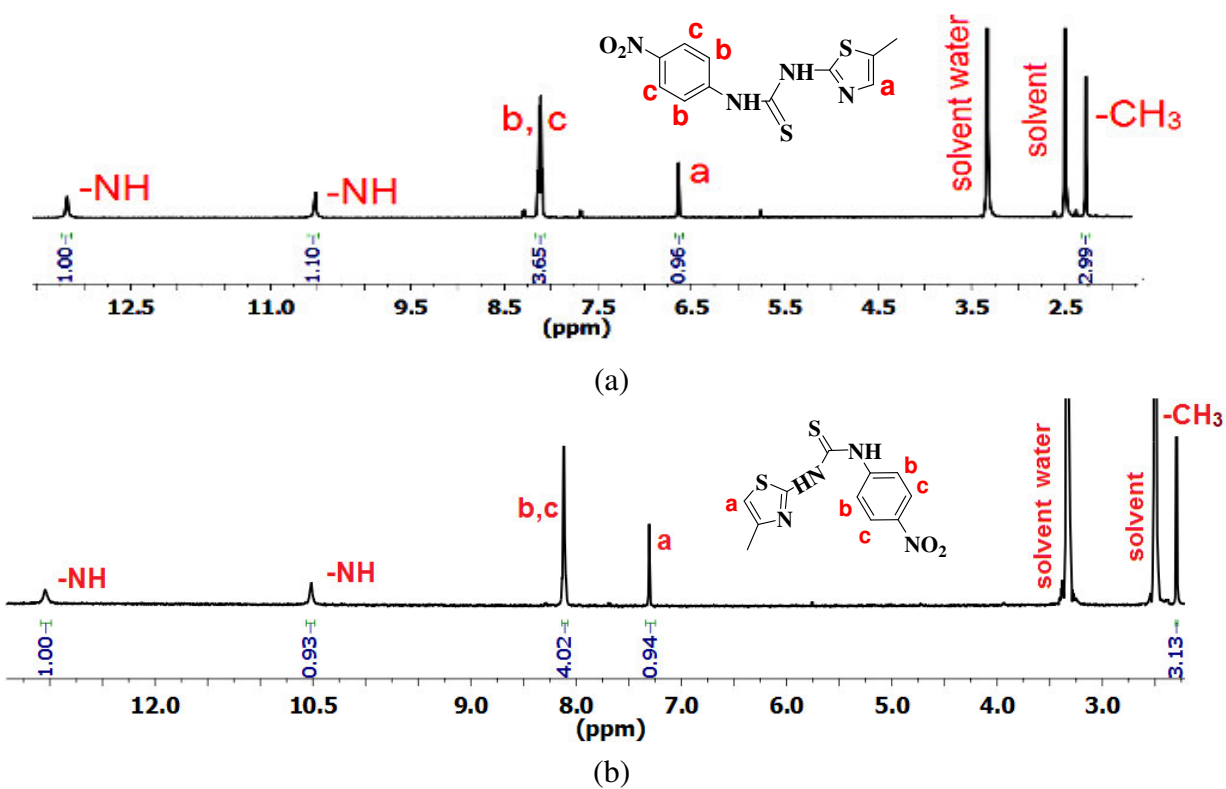 c
O₂N
b
S
NH
N
a
c
NH
b
S
b, c
a
-NH
-NH
solvent water
solvent
-CH₃
1.00
1.10
3.65
0.96
2.99
12.5 11.0 9.5 8.5 7.5 6.5 5.5 4.5 3.5 2.5
(ppm)
(a)
-CH₃
S
NH
b
c
HN
S
a
N
b
c
NO₂
b,c
a
-NH
-NH
solvent water
solvent
1.00
0.93
4.02
0.94
3.13
12.0 10.5 9.0 8.0 7.0 6.0 5.0 4.0 3.0
(ppm)
(b)